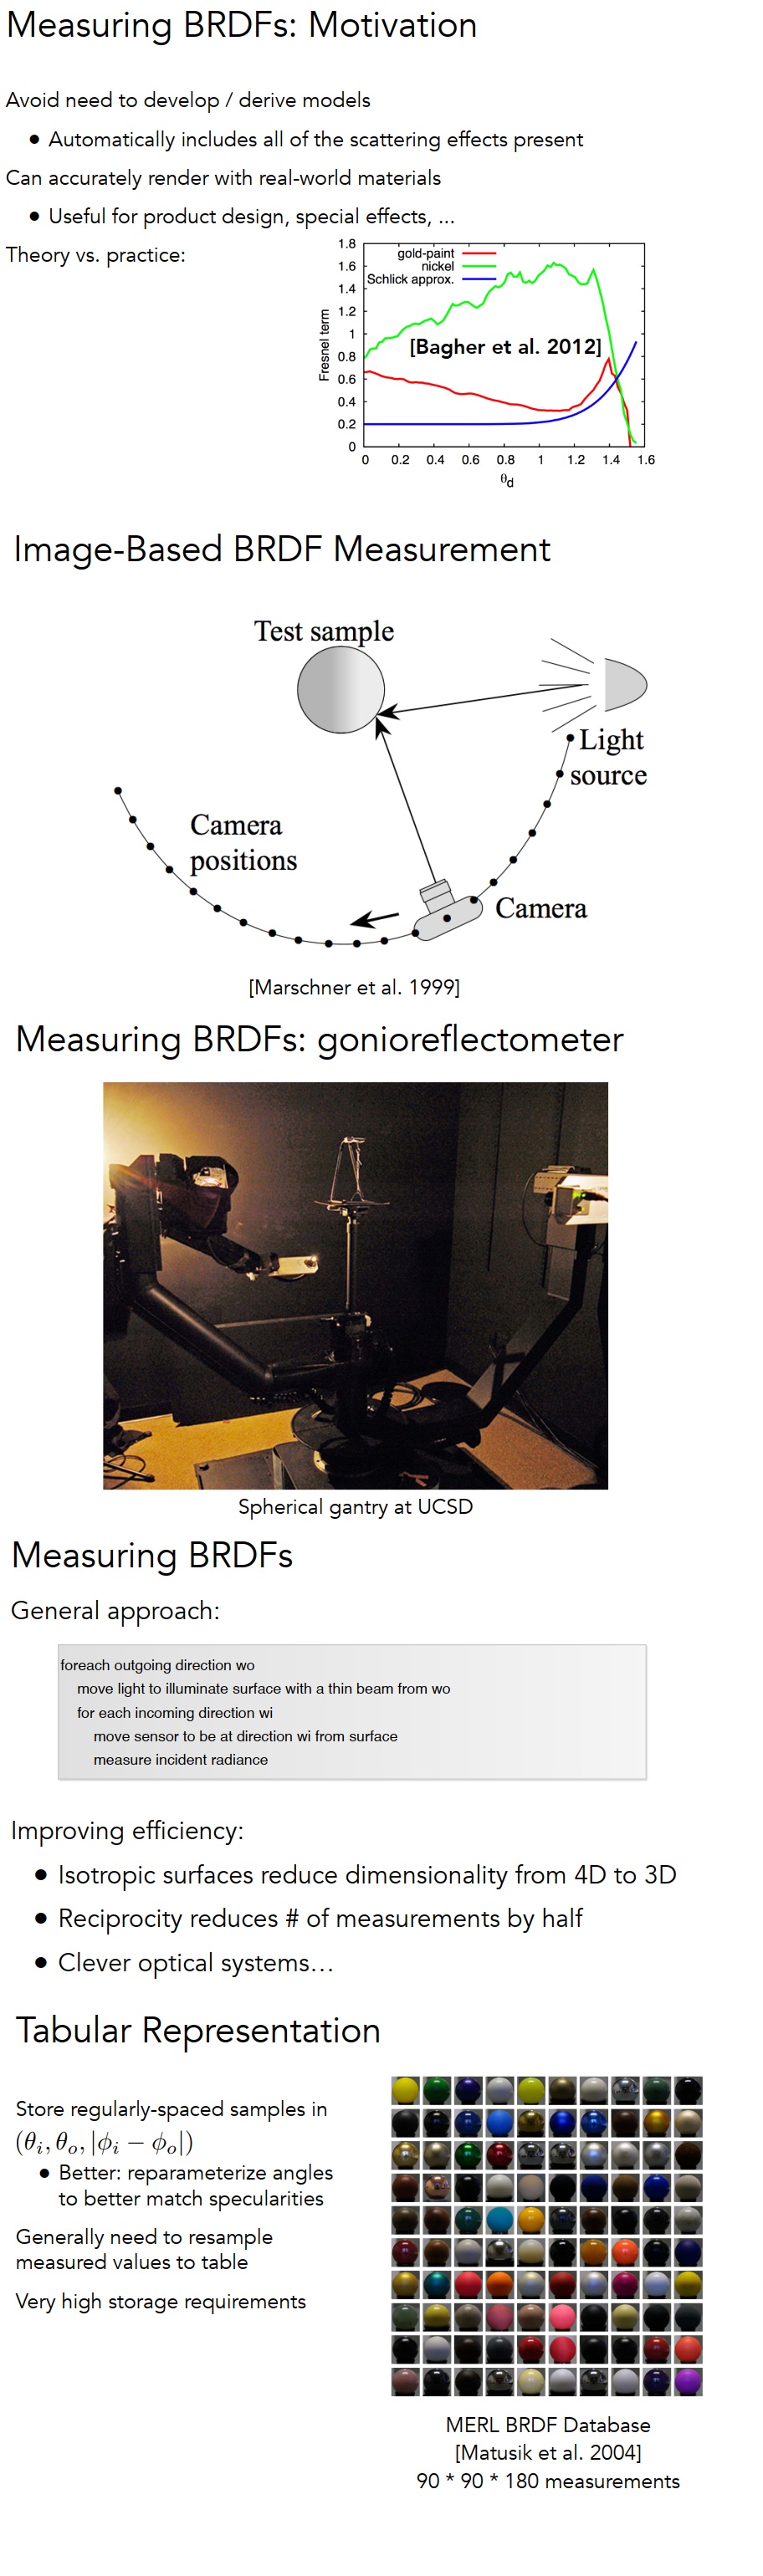 Measuring BRDFs: Motivation
Avoid need to develop / derive models
● Automatically includes all of the scattering effects present
Can accurately render with real-world materials
● Useful for product design, special effects, ...
Theory vs. practice:
1.8
1.6
1.4
1.2
1
0.8
0.6
0.4
0.2
0
Fresnel term
gold-paint
nickel
Schlick approx.
[Bagher et al. 2012]
0 0.2 0.4 0.6 0.8 1 1.2 1.4 1.6
θd
Image-Based BRDF Measurement
Test sample
Light
source
Camera
positions
Camera
[Marschner et al. 1999]
Measuring BRDFs: gonioreflectometer
Spherical gantry at UCSD
Measuring BRDFs
General approach:
foreach outgoing direction wo
move light to illuminate surface with a thin beam from wo
for each incoming direction wi
move sensor to be at direction wi from surface
measure incident radiance
Improving efficiency:
● Isotropic surfaces reduce dimensionality from 4D to 3D
● Reciprocity reduces # of measurements by half
● Clever optical systems…
Tabular Representation
Store regularly-spaced samples in
(θi, θo, |ϕi − ϕo|)
● Better: reparameterize angles
to better match specularities
Generally need to resample
measured values to table
Very high storage requirements
MERL BRDF Database
[Matusik et al. 2004]
90 * 90 * 180 measurements